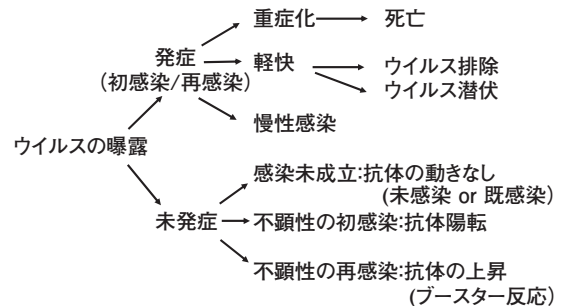 重症化
死亡
発症
(初感染/再感染)
軽快
ウイルス排除
ウイルス潜伏
慢性感染
ウイルスの曝露
感染未成立:抗体の動きなし
(未感染 or 既感染)
未発症
不顕性の初感染:抗体陽転
不顕性の再感染:抗体の上昇
(ブースター反応)